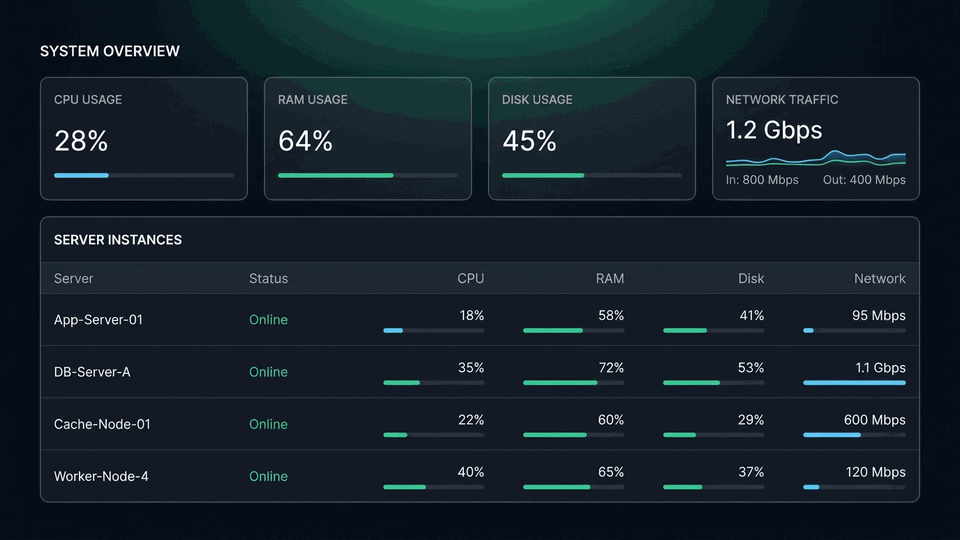 SYSTEM OVERVIEW
CPU USAGE
28%
RAM USAGE
64%
DISK USAGE
45%
NETWORK TRAFFIC
1.2 Gbps
In: 800 Mbps Out: 400 Mbps
SERVER INSTANCES
Server Status CPU RAM Disk Network
App-Server-01 Online 18% 58% 41% 95 Mbps
DB-Server-A Online 35% 72% 53% 1.1 Gbps
Cache-Node-01 Online 22% 60% 29% 600 Mbps
Worker-Node-4 Online 40% 65% 37% 120 Mbps